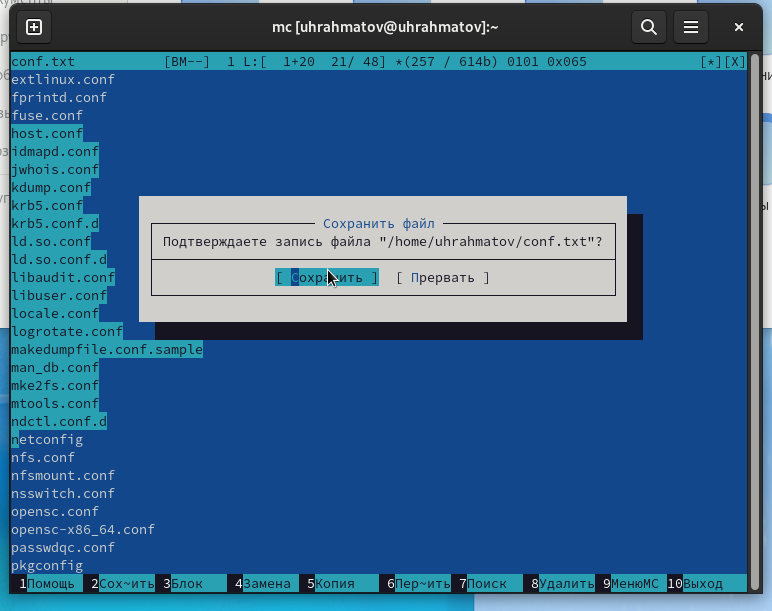 mc [uhrahmatov@uhrahmatov]:~
conf.txt [BM--] 1 L:[ 1+20 21/ 48] *(257 / 614b) 0101 0x065 [*][X]
extlinux.conf
fprintd.conf
fuse.conf
host.conf
idmapd.conf
jwhois.conf
kdump.conf
krb5.conf
krb5.conf.d
Сохранить файл
ld.so.conf
Подтверждаете запись файла "/home/uhrahmatov/conf.txt"?
ld.so.conf.d
libaudit.conf
[ Сохранить ] [ Прервать ]
libuser.conf
locale.conf
logrotate.conf
makedumpfile.conf.sample
man_db.conf
mke2fs.conf
mtools.conf
ndctl.conf.d
netconfig
nfs.conf
nfsmount.conf
nsswitch.conf
opensc.conf
opensc-x86_64.conf
passwdqc.conf
pkgconfig
1Помощь 2Сох~ить 3Блок 4Замена 5Копия 6Пер~ить 7Поиск 8Удалить 9МенюMC 10Выход